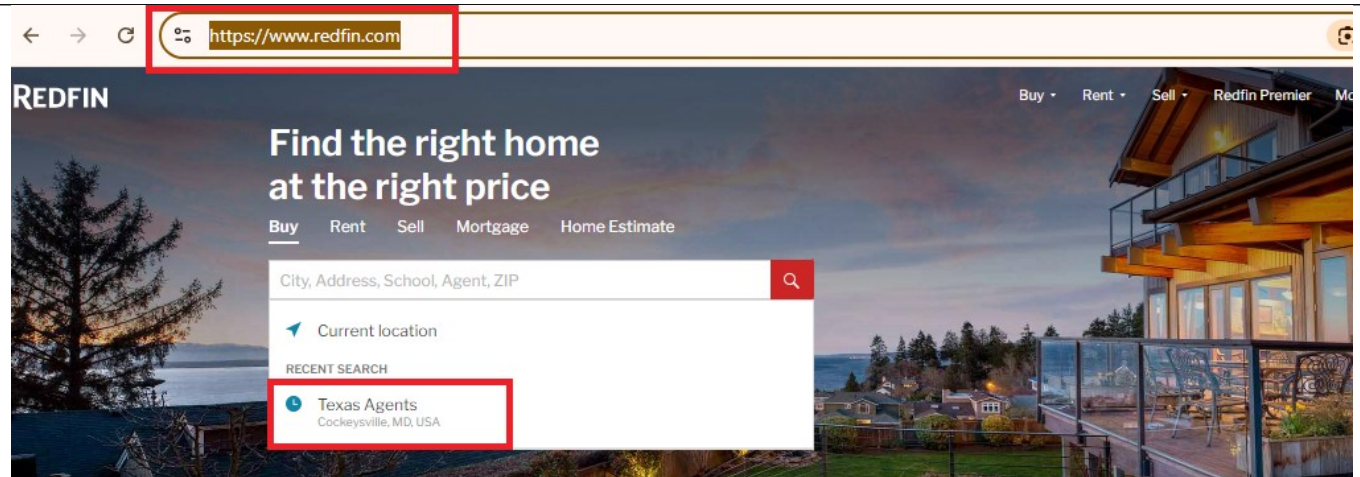 https://www.redfin.com
REDFIN
Buy Rent Sell Redfin Premier
Find the right home
at the right price
Buy Rent Sell Mortgage Home Estimate
City, Address, School, Agent, ZIP
Current location
RECENT SEARCH
Texas Agents
Cockeysville, MD, USA